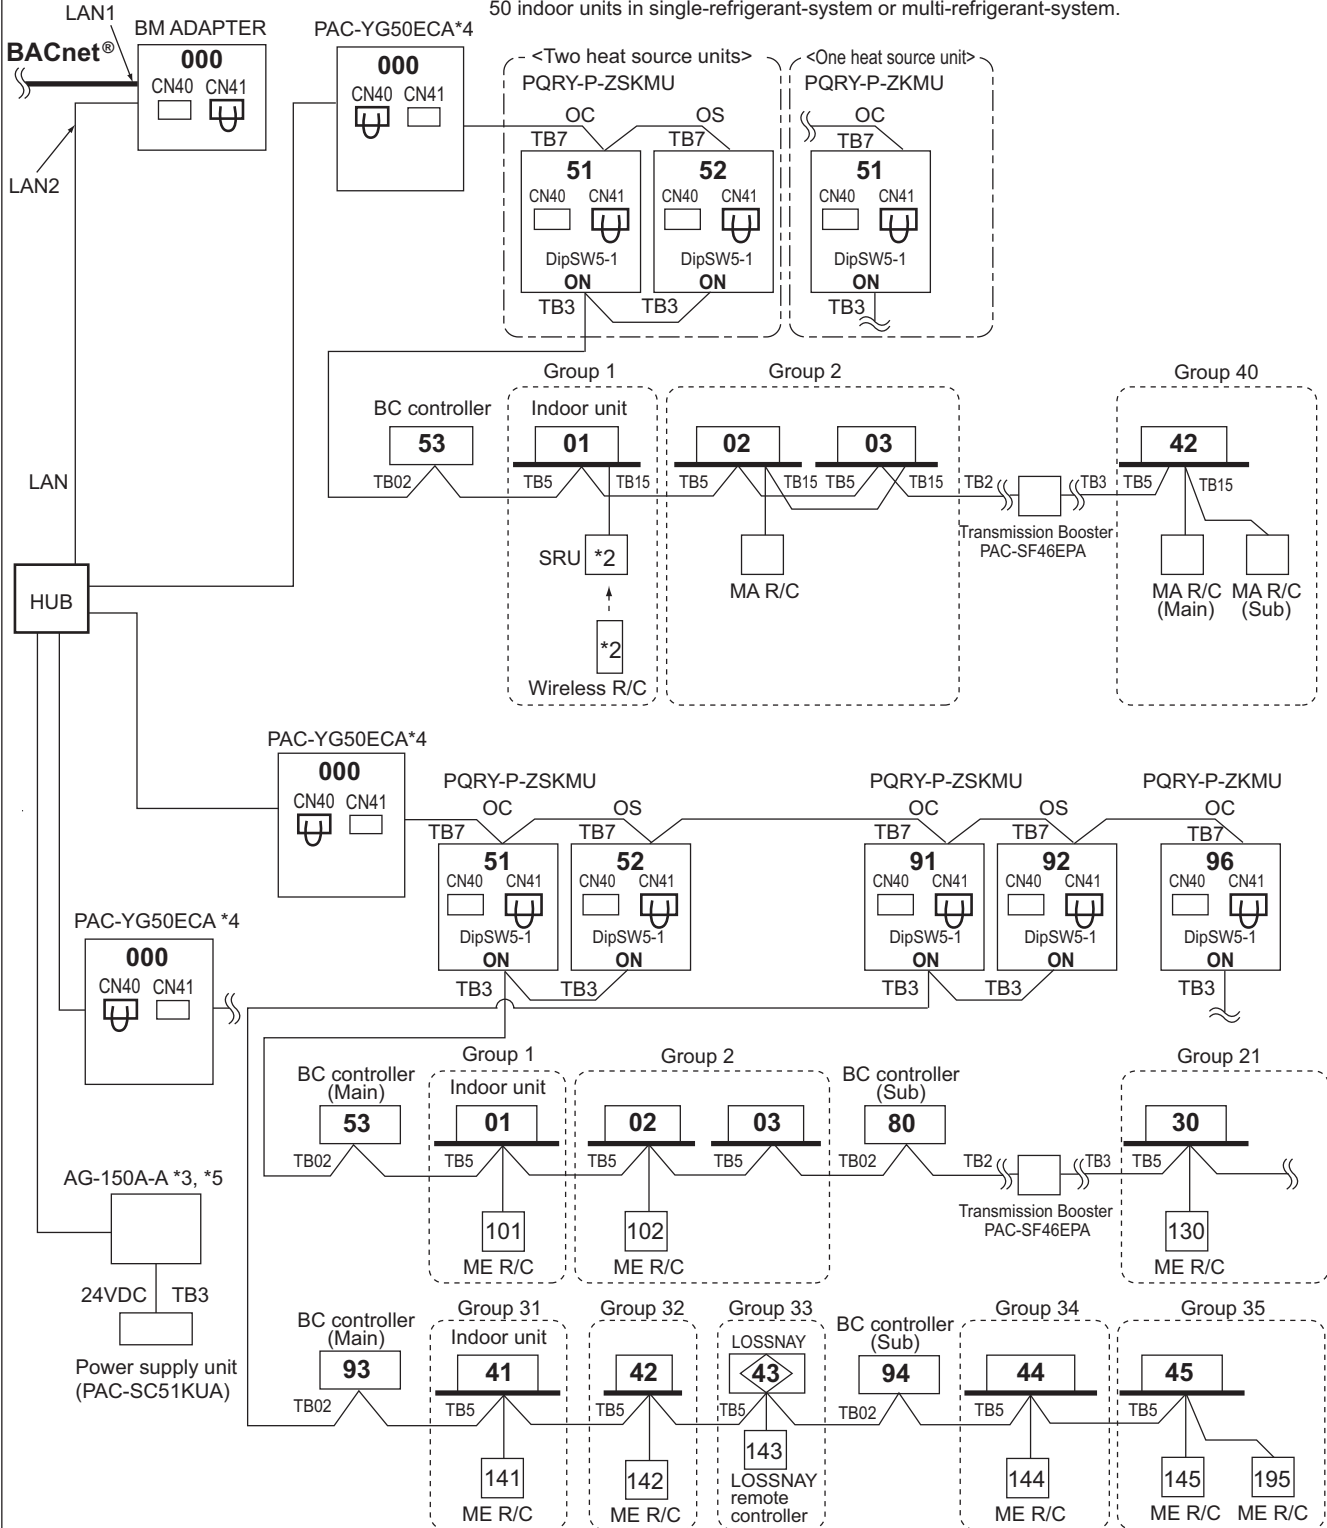 50 indoor units in single-refrigerant-system or multi-refrigerant-system.
LAN1
BM ADAPTER
PAC-YG50ECA*4
BACnet®
000
CN40 CN41
LAN2
000
CN40 CN41
<Two heat source units>
PQRY-P-ZSKMU
OC OS
TB7 TB7
51 52
CN40 CN41 CN40 CN41
DipSW5-1 DipSW5-1
ON ON
TB3 TB3
<One heat source unit>
PQRY-P-ZKMU
OC
TB7
51
CN40 CN41
DipSW5-1
ON
TB3
Group 1 Group 2 Group 40
BC controller Indoor unit
53 01 02 03 42
TB02 TB5 TB15 TB5 TB15 TB5 TB15 TB2 TB3 TB5 TB15
LAN
SRU *2
Transmission Booster
PAC-SF46EPA
MA R/C
MA R/C MA R/C
(Main) (Sub)
HUB
*2
Wireless R/C
PAC-YG50ECA*4
000
CN40 CN41
PQRY-P-ZSKMU PQRY-P-ZSKMU PQRY-P-ZKMU
OC OS OC OS OC
TB7 TB7 TB7 TB7 TB7
51 52 91 92 96
CN40 CN41 CN40 CN41 CN40 CN41 CN40 CN41 CN40 CN41
DipSW5-1 DipSW5-1 DipSW5-1 DipSW5-1 DipSW5-1
ON ON ON ON ON
TB3 TB3 TB3 TB3 TB3
PAC-YG50ECA *4
000
CN40 CN41
Group 1 Group 2 Group 21
BC controller
(Main)
Indoor unit
BC controller
(Sub)
53 01 02 03 80 30
TB02 TB5 TB5 TB5 TB02 TB2 TB3 TB5
Transmission Booster
PAC-SF46EPA
101 102 130
ME R/C ME R/C ME R/C
AG-150A-A *3, *5
24VDC TB3
Power supply unit
(PAC-SC51KUA)
Group 31 Group 32 Group 33 Group 34 Group 35
BC controller
(Main)
Indoor unit
LOSSNAY
BC controller
(Sub)
93 41 42 43 94 44 45
TB02 TB5 TB5 TB5 TB02 TB5 TB5
141 142 143 144 145 195
ME R/C ME R/C
LOSSNAY
remote
controller
ME R/C ME R/C ME R/C